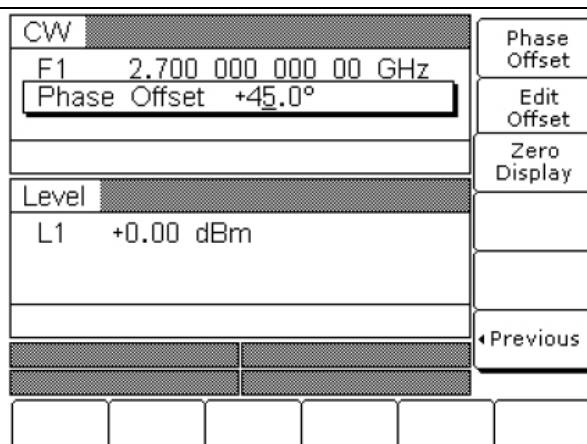 CW
F1 2.700 000 000 00 GHz
Phase Offset +45.0°
Level
L1 +0.00 dBm
Phase
Offset
Edit
Offset
Zero
Display
◂Previous